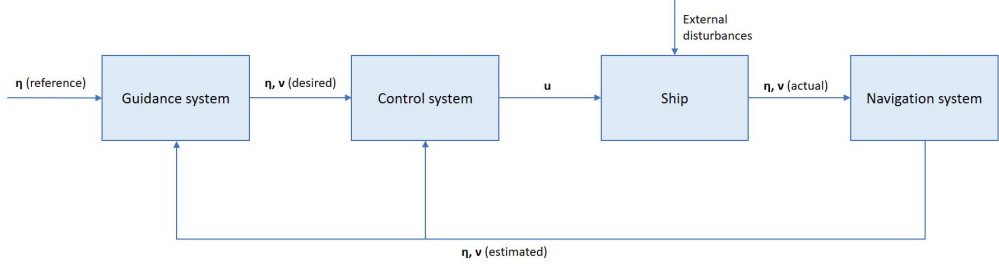 External
disturbances
η (reference)
Guidance system
η, ν (desired)
Control system
u
Ship
η, ν (actual)
Navigation system
η, ν (estimated)